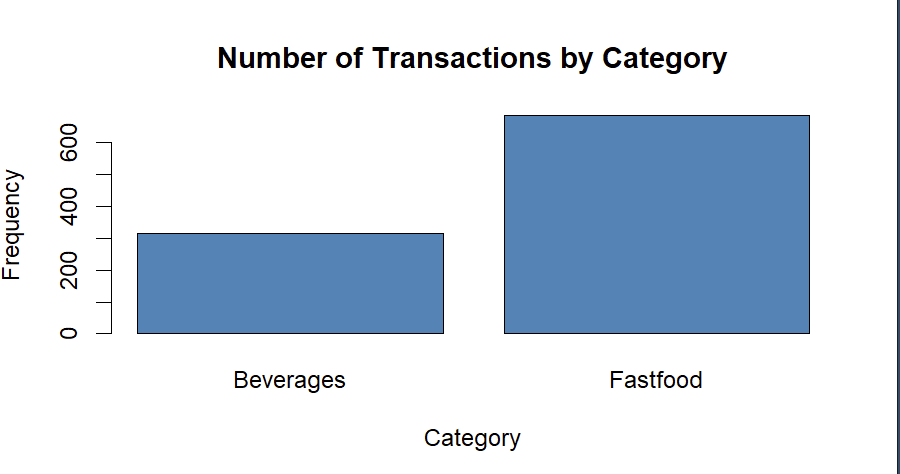 Number of Transactions by Category
Frequency
600
400
200
0
Beverages
Fastfood
Category